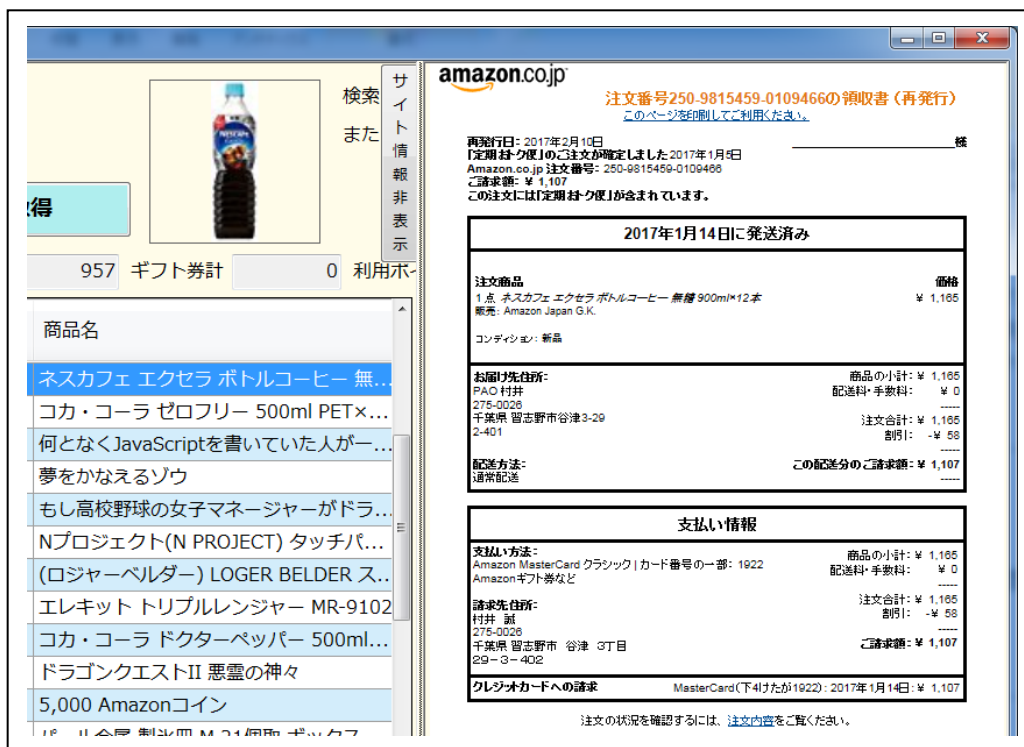 検索
また
サイト情報非表示
得
957 ギフト券計 0 利用ポイ
商品名
ネスカフェ エクセラ ボトルコーヒー 無...
コカ・コーラ ゼロフリー 500ml PET×...
何となくJavaScriptを書いていた人が一...
夢をかなえるゾウ
もし高校野球の女子マネージャーがドラ...
Nプロジェクト(N PROJECT) タッチパ...
(ロジャーベルダー) LOGER BELDER ス...
エレキット トリプルレンジャー MR-9102
コカ・コーラ ドクターペッパー 500ml...
ドラゴンクエストII 悪霊の神々
5,000 Amazonコイン
amazon.co.jp
注文番号250-9815459-0109466の領収書（再発行）
このページを印刷してご利用ください。
再発行日: 2017年2月10日
様
「定期おトク便」のご注文が確定しました 2017年1月5日
Amazon.co.jp 注文番号: 250-9815459-0109466
ご請求額: ¥ 1,107
この注文には「定期おトク便」が含まれています。
2017年1月14日に発送済み
注文商品 価格
1 点 ネスカフェ エクセラ ボトルコーヒー 無糖 900ml×12本 ¥ 1,165
販売: Amazon Japan G.K.
コンディション: 新品
お届け先住所:
PAO 村井
275-0026
千葉県 習志野市谷津3-29
2-401
配送方法:
通常配送
商品の小計: ¥ 1,165
配送料・手数料: ¥ 0
-----
注文合計: ¥ 1,165
割引: -¥ 58
-----
この配送分のご請求額: ¥ 1,107
-----
支払い情報
支払い方法:
Amazon MasterCard クラシック | カード番号の一部: 1922
Amazonギフト券など
請求先住所:
村井 誠
275-0026
千葉県 習志野市 谷津 3丁目
29－3－402
商品の小計: ¥ 1,165
配送料・手数料: ¥ 0
-----
注文合計: ¥ 1,165
割引: -¥ 58
-----
ご請求額: ¥ 1,107
クレジットカードへの請求 MasterCard(下4けたが1922): 2017年1月14日: ¥ 1,107
注文の状況を確認するには、注文内容をご覧ください。